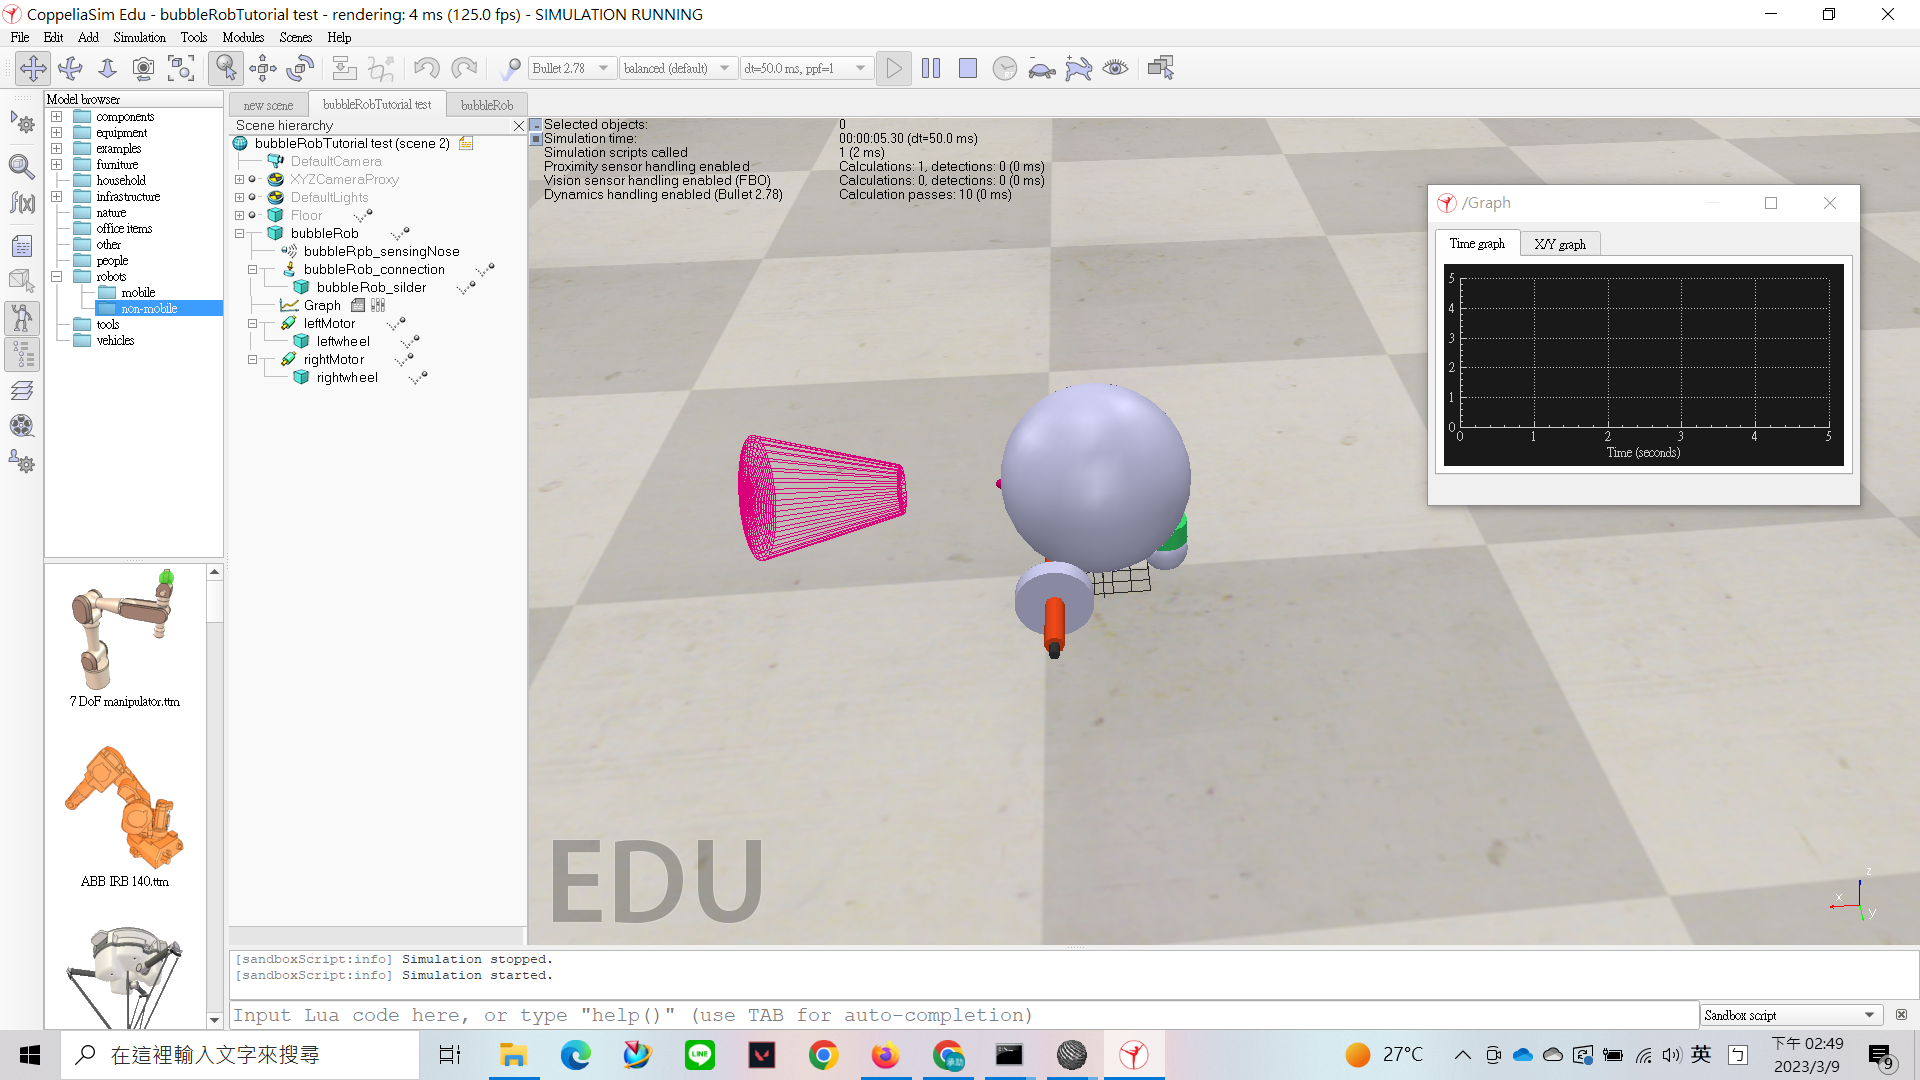 CoppeliaSim Edu - bubbleRobTutorial test - rendering: 4 ms (125.0 fps) - SIMULATION RUNNING
File Edit Add Simulation Tools Modules Scenes Help
Bullet 2.78 balanced (default) dt=50.0 ms, ppf=1
Model browser
components
equipment
examples
furniture
household
infrastructure
nature
office items
other
people
robots
mobile
non-mobile
tools
vehicles
7 DoF manipulator.ttm
ABB IRB 140.ttm
new scene bubbleRobTutorial test bubbleRob
Scene hierarchy
bubbleRobTutorial test (scene 2)
DefaultCamera
XYZCameraProxy
DefaultLights
Floor
bubbleRob
bubbleRpb_sensingNose
bubbleRob_connection
bubbleRob_silder
Graph
leftMotor
leftwheel
rightMotor
rightwheel
Selected objects: 0
Simulation time: 00:00:05.30 (dt=50.0 ms)
Simulation scripts called 1 (2 ms)
Proximity sensor handling enabled Calculations: 1, detections: 0 (0 ms)
Vision sensor handling enabled (FBO) Calculations: 0, detections: 0 (0 ms)
Dynamics handling enabled (Bullet 2.78) Calculation passes: 10 (0 ms)
/Graph
Time graph X/Y graph
5
4
3
2
1
0
0 1 2 3 4 5
Time (seconds)
EDU
z
x
y
[sandboxScript:info] Simulation stopped.
[sandboxScript:info] Simulation started.
Input Lua code here, or type "help()" (use TAB for auto-completion)
Sandbox script
在這裡輸入文字來搜尋
LINE
27°C
英
ㄅ
下午 02:49
2023/3/9
9